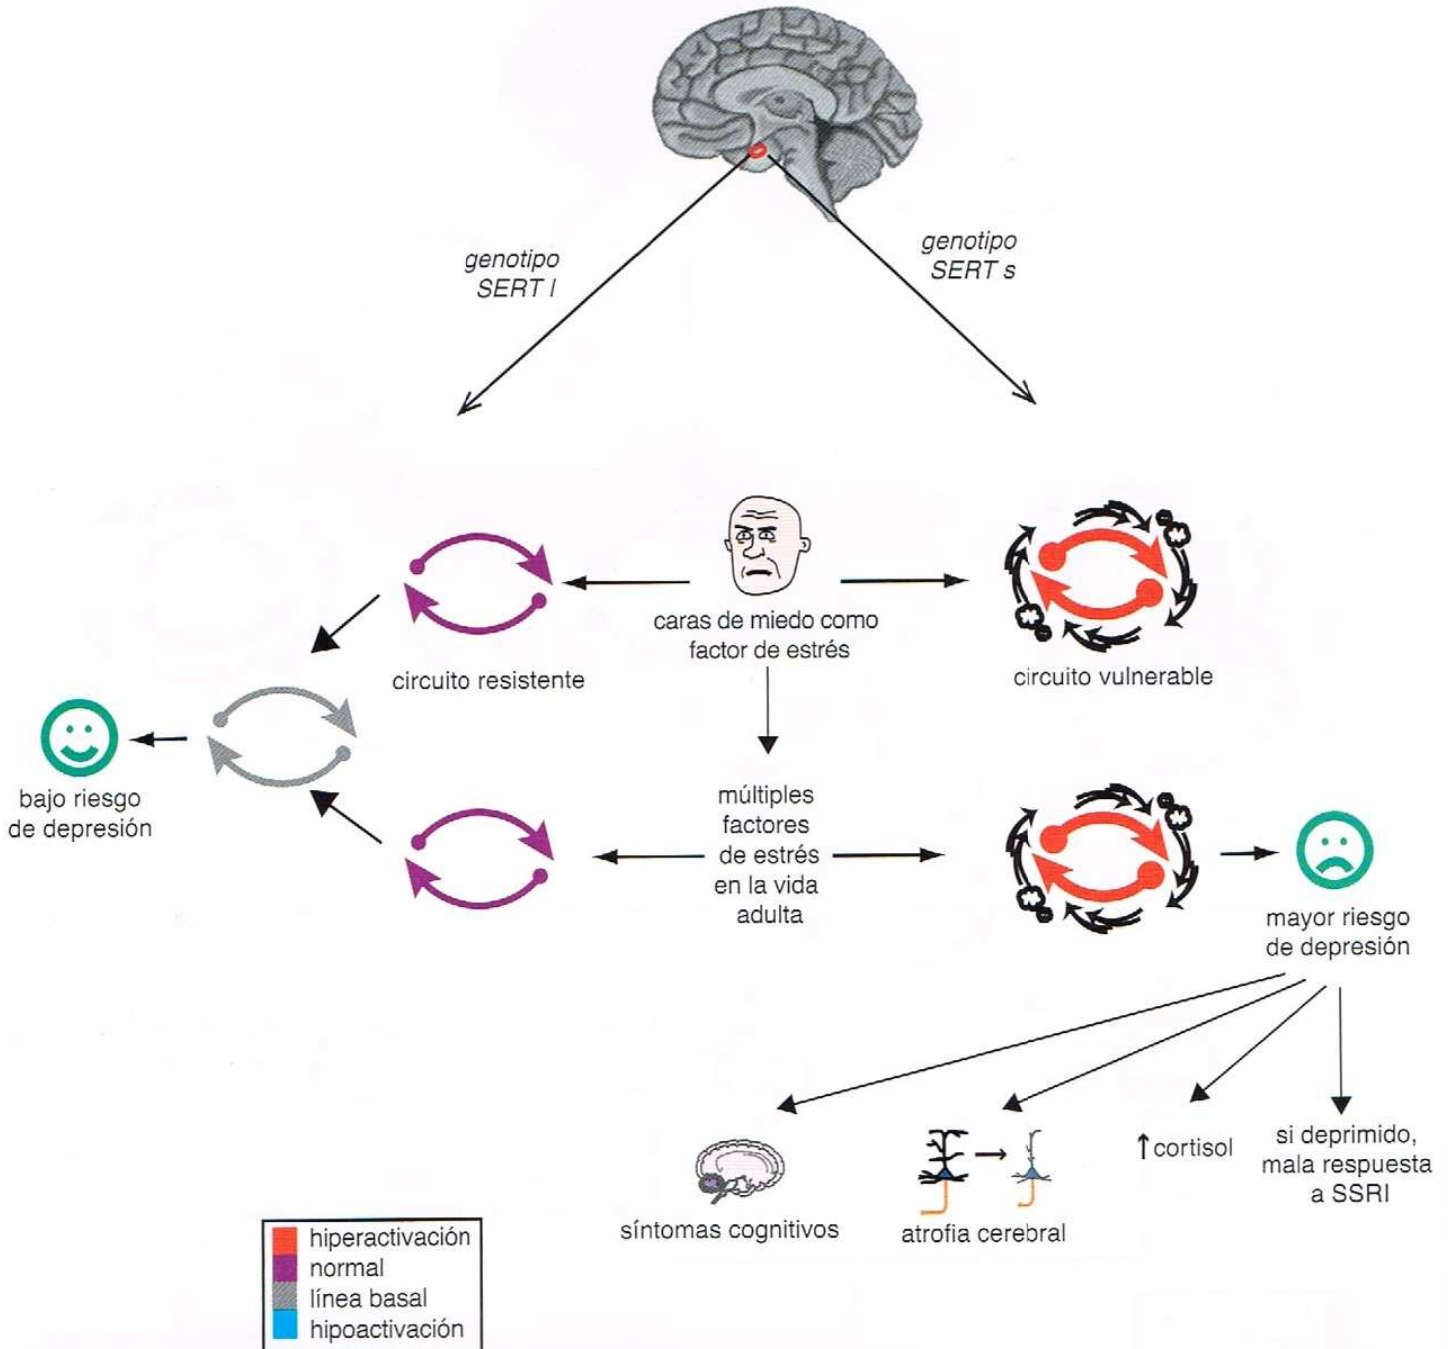 genotipo
SERT l
genotipo
SERT s
caras de miedo como
factor de estrés
circuito resistente
circuito vulnerable
bajo riesgo
de depresión
múltiples
factores
de estrés
en la vida
adulta
mayor riesgo
de depresión
síntomas cognitivos
atrofia cerebral
↑cortisol
si deprimido,
mala respuesta
a SSRI
hiperactivación
normal
línea basal
hipoactivación